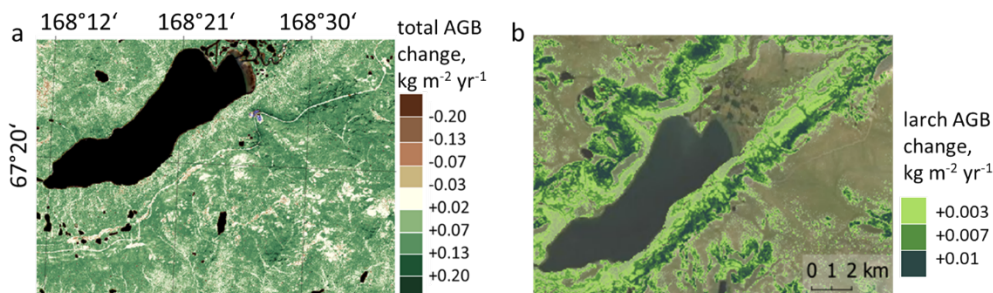 168°12‘ 168°21‘ 168°30‘
a
67°20‘
total AGB
change,
kg m⁻² yr⁻¹
-0.20
-0.13
-0.07
-0.03
+0.02
+0.07
+0.13
+0.20
b
0 1 2 km
larch AGB
change,
kg m⁻² yr⁻¹
+0.003
+0.007
+0.01